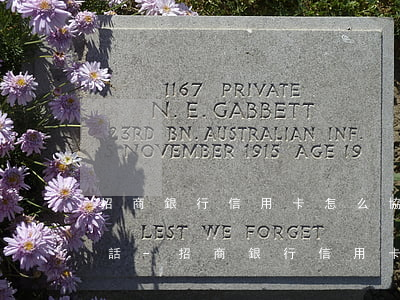 1167 PRIVATE
N. E. GABBETT
23RD BN. AUSTRALIAN INF.
NOVEMBER 1915 AGE 19
招商銀行信用卡怎么協
LEST WE FORGET
話-招商銀行信用卡